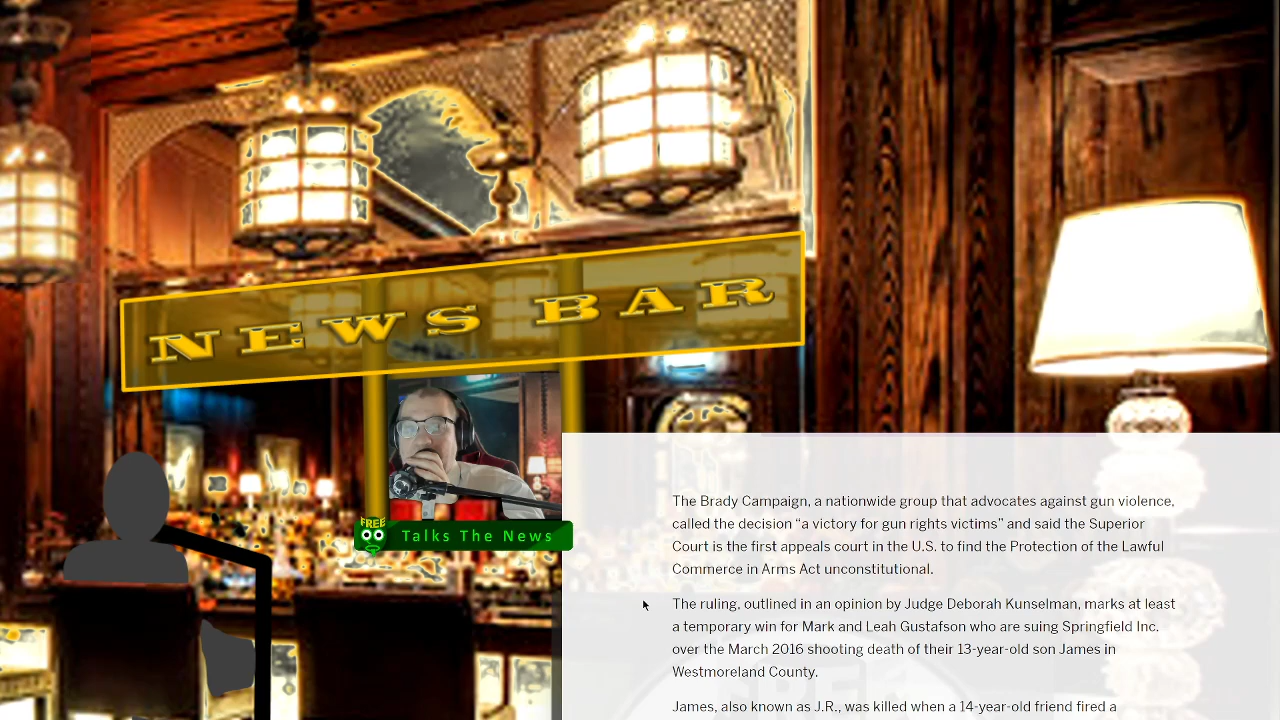 NEWS BAR
FREE
Talks The News
The Brady Campaign, a nationwide group that advocates against gun violence,
called the decision a "huge win for gun rights victims" and said the Superior
Court is the first appeals court in the U.S. to find the Protection of the Lawful
Commerce in Arms Act unconstitutional.
The ruling, outlined in an opinion by Judge Deborah Kunselman, marks at least
a temporary win for Mark and Leah Gustafson who are suing Springfield Inc.
over the March 2016 shooting death of their 13-year-old son James in
Westmoreland County.
FREE
James, also known as J.R., was killed when a 14-year-old friend fired a